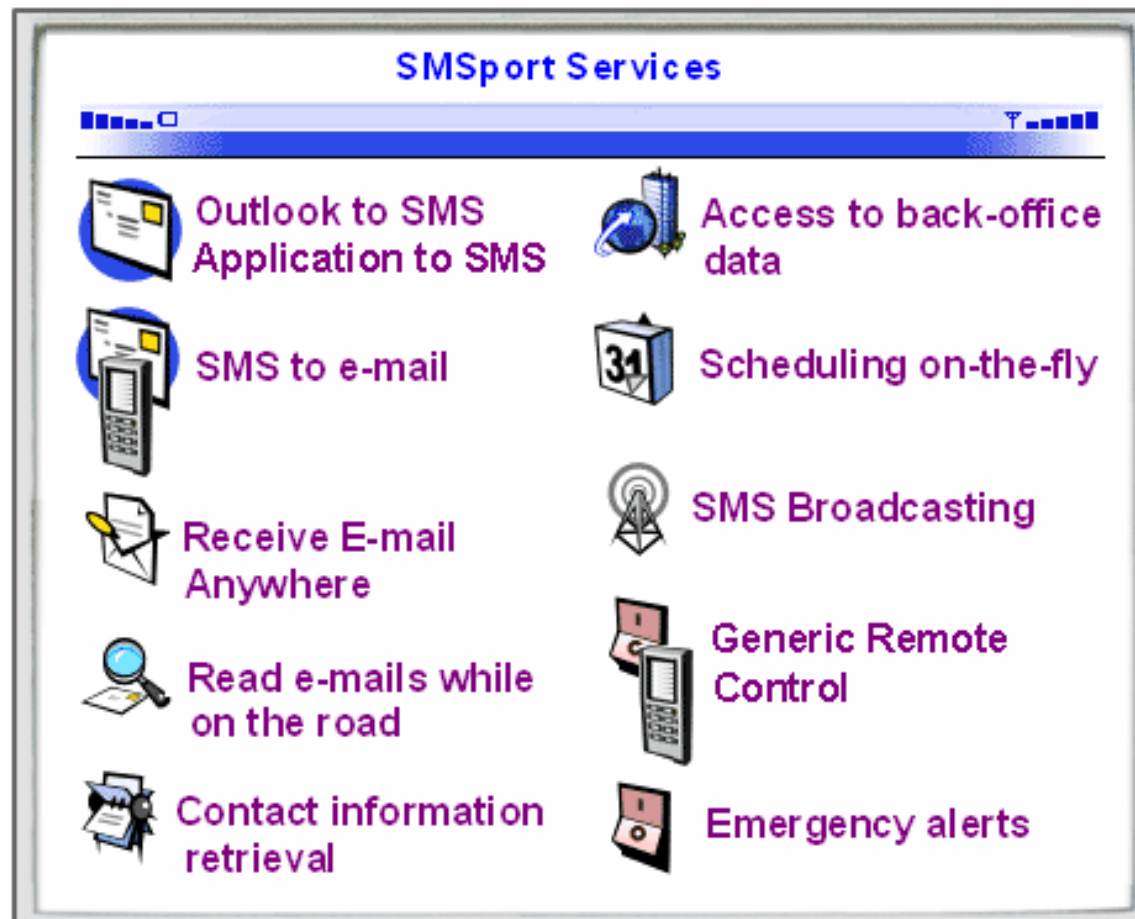 SMSport Services
Outlook to SMS
Application to SMS
SMS to e-mail
Receive E-mail
Anywhere
Read e-mails while
on the road
Contact information
retrieval
Access to back-office
data
31
Scheduling on-the-fly
SMS Broadcasting
Generic Remote
Control
Emergency alerts